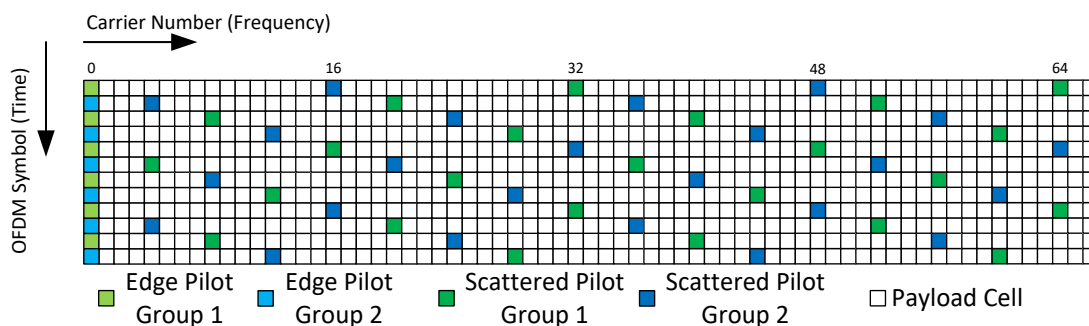 Carrier Number (Frequency)
OFDM Symbol (Time)
0 16 32 48 64
Edge Pilot
Group 1
Edge Pilot
Group 2
Scattered Pilot
Group 1
Scattered Pilot
Group 2
Payload Cell